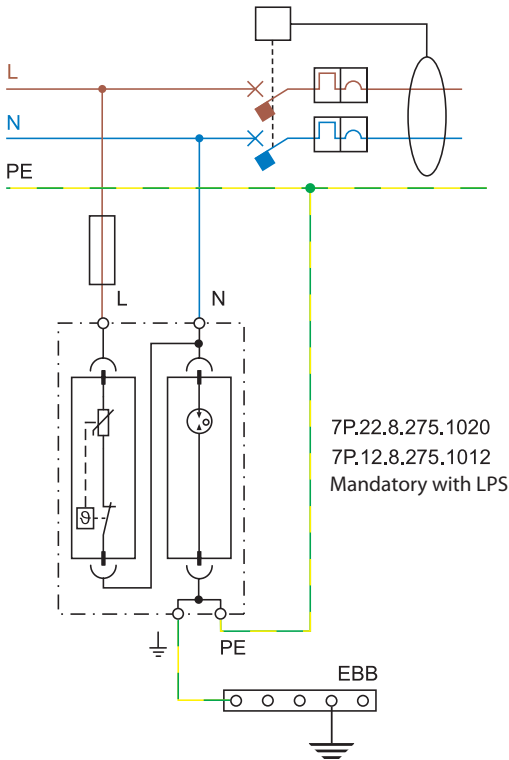 L
N
PE
L
N
ϑ
7P.22.8.275.1020
7P.12.8.275.1012
Mandatory with LPS
PE
EBB